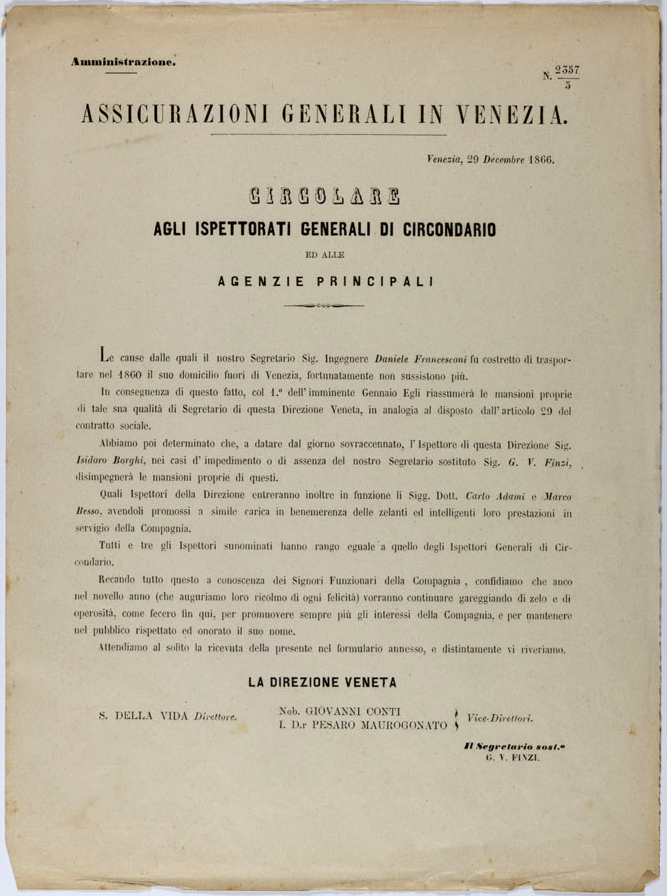 Amministrazione.
N. 2357/5
ASSICURAZIONI GENERALI IN VENEZIA.
Venezia, 29 Decembre 1866.
CIRCOLARE
AGLI ISPETTORATI GENERALI DI CIRCONDARIO
ED ALLE
AGENZIE PRINCIPALI
Le cause dalle quali il nostro Segretario Sig. Ingegnere Daniele Francesconi fu costretto di traspor-
tare nel 1860 il suo domicilio fuori di Venezia, fortunatamente non sussistono più.
In conseguenza di questo fatto, col 1.º dell' imminente Gennaio Egli riassumerà le mansioni proprie
di tale sua qualità di Segretario di questa Direzione Veneta, in analogia al disposto dall' articolo 29 del
contratto sociale.
Abbiamo poi determinato che, a datare dal giorno sovraccennato, l' Ispettore di questa Direzione Sig.
Isidoro Borghi, nei casi d' impedimento o di assenza del nostro Segretario sostituto Sig. G. V. Finzi,
disimpegnerà le mansioni proprie di questi.
Quali Ispettori della Direzione entreranno inoltre in funzione li Sigg. Dott. Carlo Adami e Marco
Besso, avendoli promossi a simile carica in benemerenza delle zelanti ed intelligenti loro prestazioni in
servigio della Compagnia.
Tutti e tre gli Ispettori sunominati hanno rango eguale a quello degli Ispettori Generali di Cir-
condario.
Recando tutto questo a conoscenza dei Signori Funzionari della Compagnia, confidiamo che anco
nel novello anno (che auguriamo loro ricolmo di ogni felicità) vorranno continuare gareggiando di zelo e di
operosità, come fecero fin qui, per promuovere sempre più gli interessi della Compagnia, e per mantenere
nel pubblico rispettato ed onorato il suo nome.
Attendiamo al solito la ricevuta della presente nel formulario annesso, e distintamente vi riveriamo.
LA DIREZIONE VENETA
S. DELLA VIDA Direttore.
Nob. GIOVANNI CONTI
I. D.r PESARO MAUROGONATO
Vice-Direttori.
Il Segretario sost.º
G. V. FINZI.